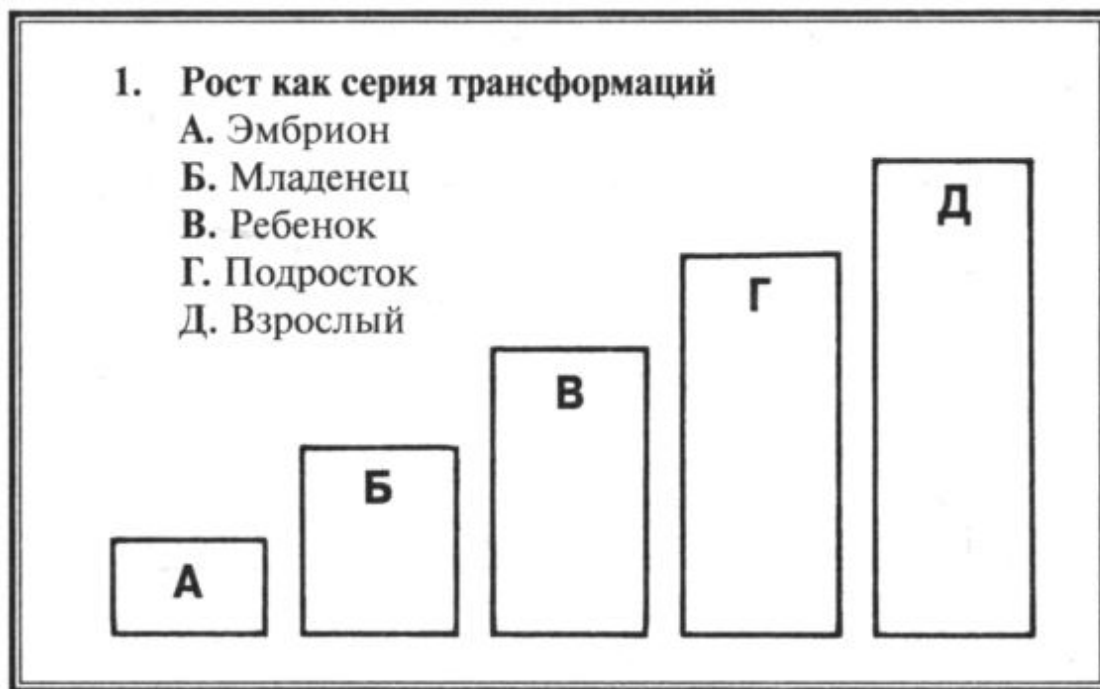 1. Рост как серия трансформаций
А. Эмбрион
Б. Младенец
В. Ребенок
Г. Подросток
Д. Взрослый
Д
Г
В
Б
А